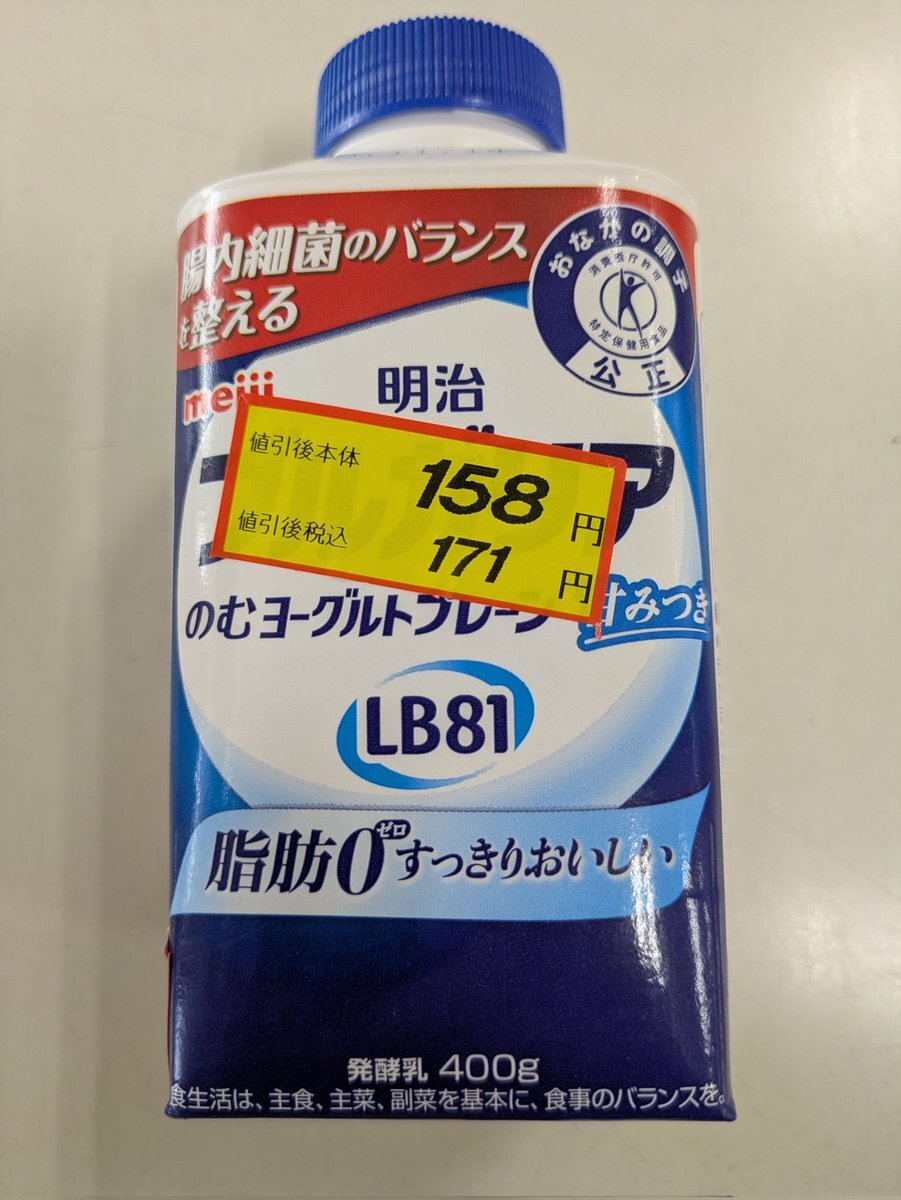 腸内細菌のバランス
を整える
おなかの調子
消費者庁許可
特定保健用食品
公正
meiji
明治
値引後本体 158 円
値引後税込 171 円
のむヨーグルトプレーン
甘みつき
LB81
脂肪0ゼロすっきりおいしい
発酵乳 400g
食生活は、主食、主菜、副菜を基本に、食事のバランスを。